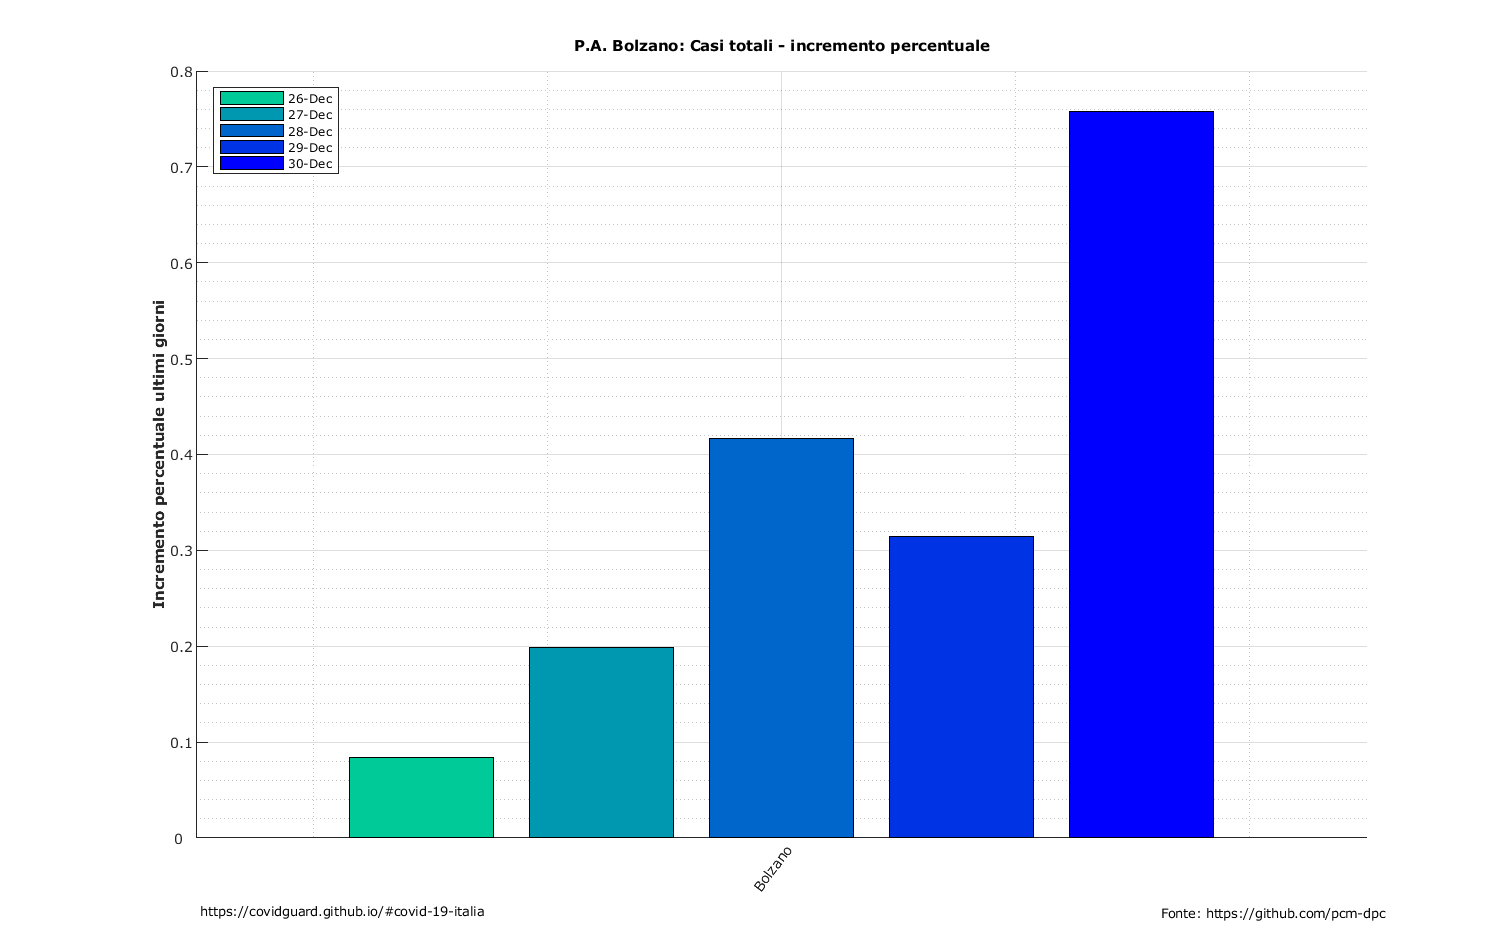 P.A. Bolzano: Casi totali - incremento percentuale
Incremento percentuale ultimi giorni
0.8
0.7
0.6
0.5
0.4
0.3
0.2
0.1
0
26-Dec
27-Dec
28-Dec
29-Dec
30-Dec
Bolzano
https://covidguard.github.io/#covid-19-italia
Fonte: https://github.com/pcm-dpc